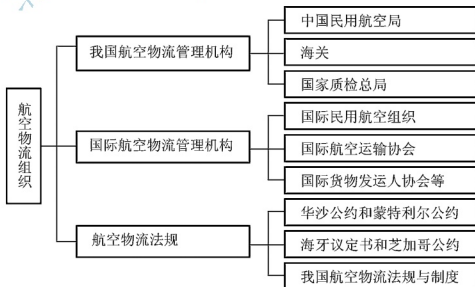 航空物流组织
我国航空物流管理机构
中国民用航空局
海关
国家质检总局
国际航空物流管理机构
国际民用航空组织
国际航空运输协会
国际货物发运人协会等
航空物流法规
华沙公约和蒙特利尔公约
海牙议定书和芝加哥公约
我国航空物流法规与制度